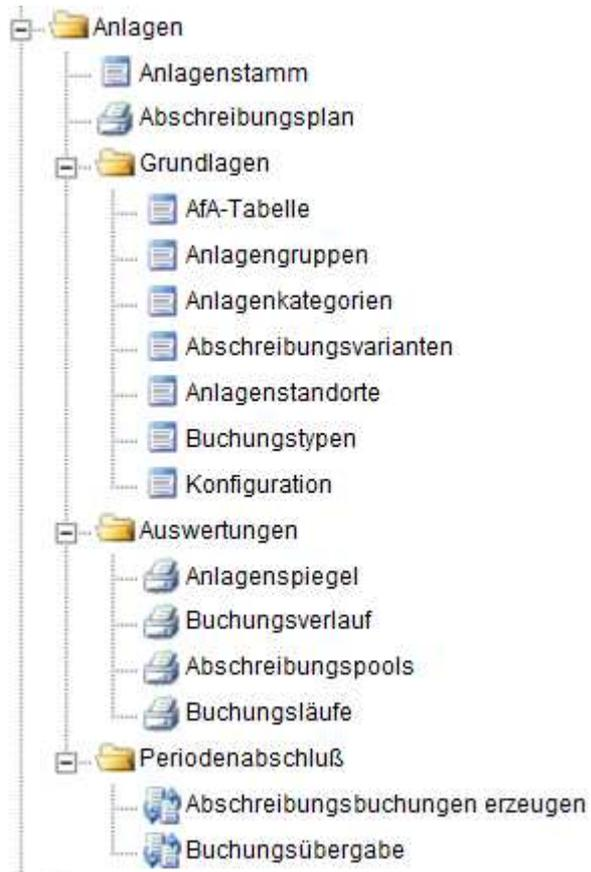 Anlagen
Anlagenstamm
Abschreibungsplan
Grundlagen
AfA-Tabelle
Anlagengruppen
Anlagenkategorien
Abschreibungsvarianten
Anlagenstandorte
Buchungstypen
Konfiguration
Auswertungen
Anlagenspiegel
Buchungsverlauf
Abschreibungspools
Buchungsläufe
Periodenabschluß
Abschreibungsbuchungen erzeugen
Buchungsübergabe